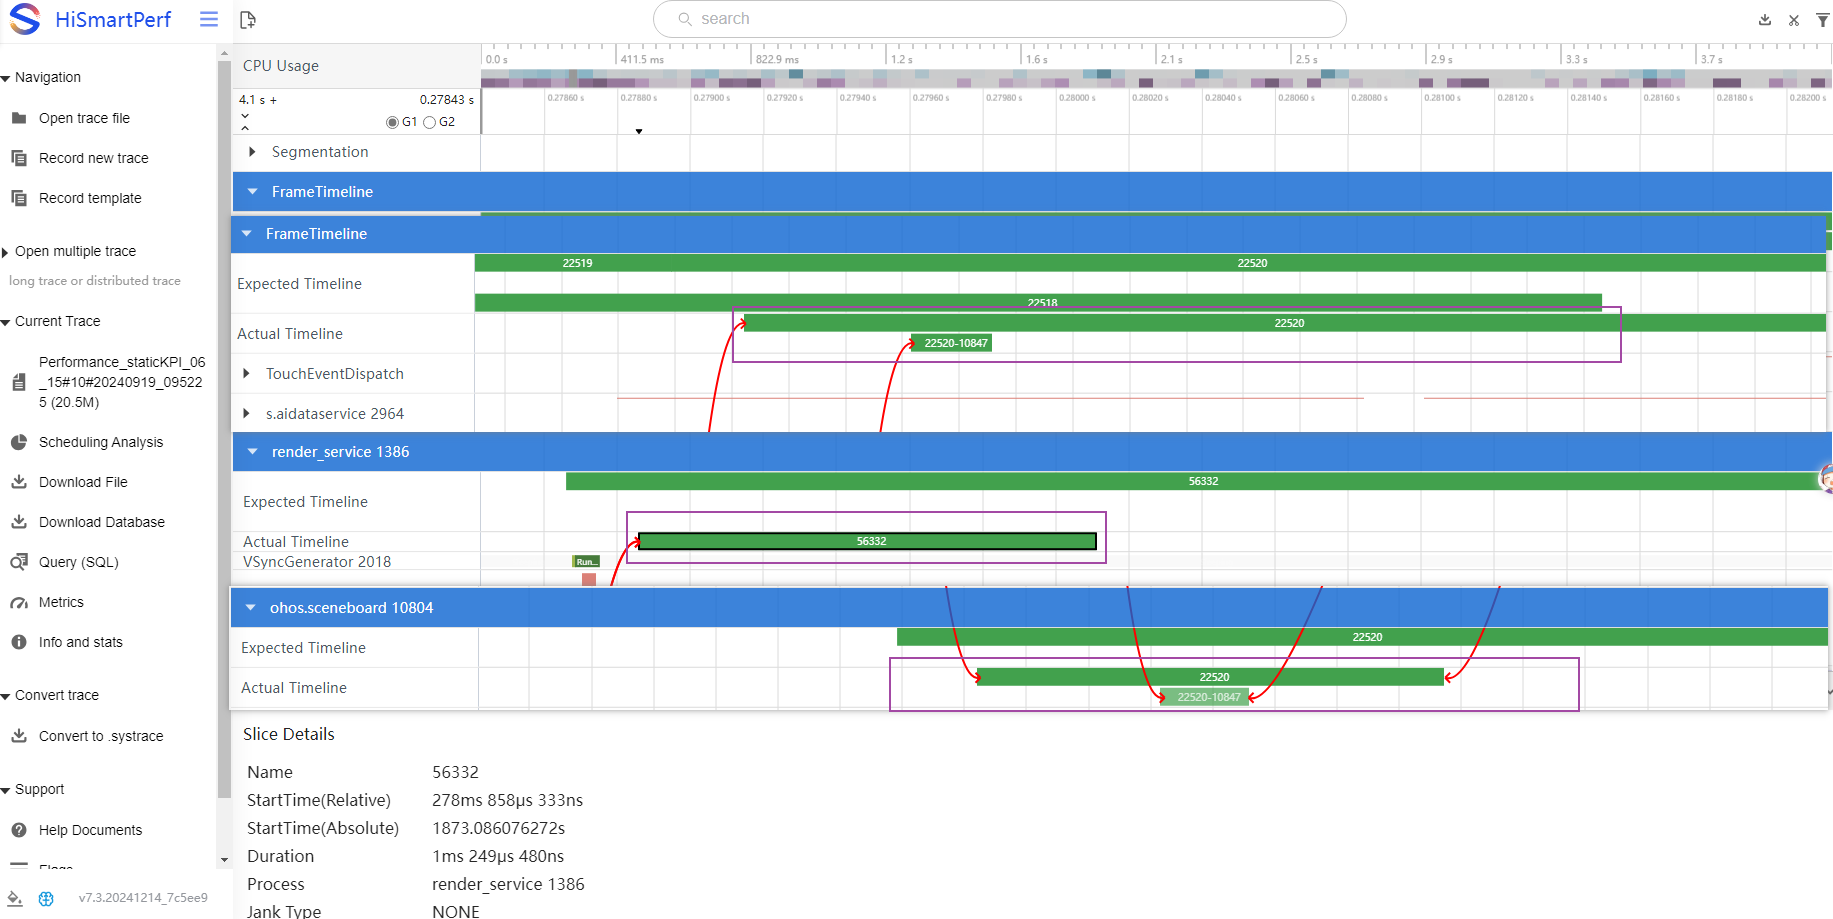 HiSmartPerf
search
Navigation
Open trace file
Record new trace
Record template
Open multiple trace
long trace or distributed trace
Current Trace
Performance_staticKPI_06
_15#10#20240919_09522
5 (20.5M)
Scheduling Analysis
Download File
Download Database
Query (SQL)
Metrics
Info and stats
Convert trace
Convert to .systrace
Support
Help Documents
Flags
v7.3.20241214_7c5ee9
CPU Usage
0.0 s 411.5 ms 822.9 ms 1.2 s 1.6 s 2.1 s 2.5 s 2.9 s 3.3 s 3.7 s
4.1 s + 0.27843 s
G1 G2
0.27860 s 0.27880 s 0.27900 s 0.27920 s 0.27940 s 0.27960 s 0.27980 s 0.28000 s 0.28020 s 0.28040 s 0.28060 s 0.28080 s 0.28100 s 0.28120 s 0.28140 s 0.28160 s 0.28180 s 0.28200 s
Segmentation
FrameTimeline
FrameTimeline
22519 22520
Expected Timeline
22518
Actual Timeline 22520
22520-10847
TouchEventDispatch
s.aidataservice 2964
render_service 1386
56332
Expected Timeline
Actual Timeline 56332
VSyncGenerator 2018 Run...
ohos.sceneboard 10804
Expected Timeline 22520
Actual Timeline 22520
22520-10847
Slice Details
Name 56332
StartTime(Relative) 278ms 858μs 333ns
StartTime(Absolute) 1873.086076272s
Duration 1ms 249μs 480ns
Process render_service 1386
Jank Type NONE